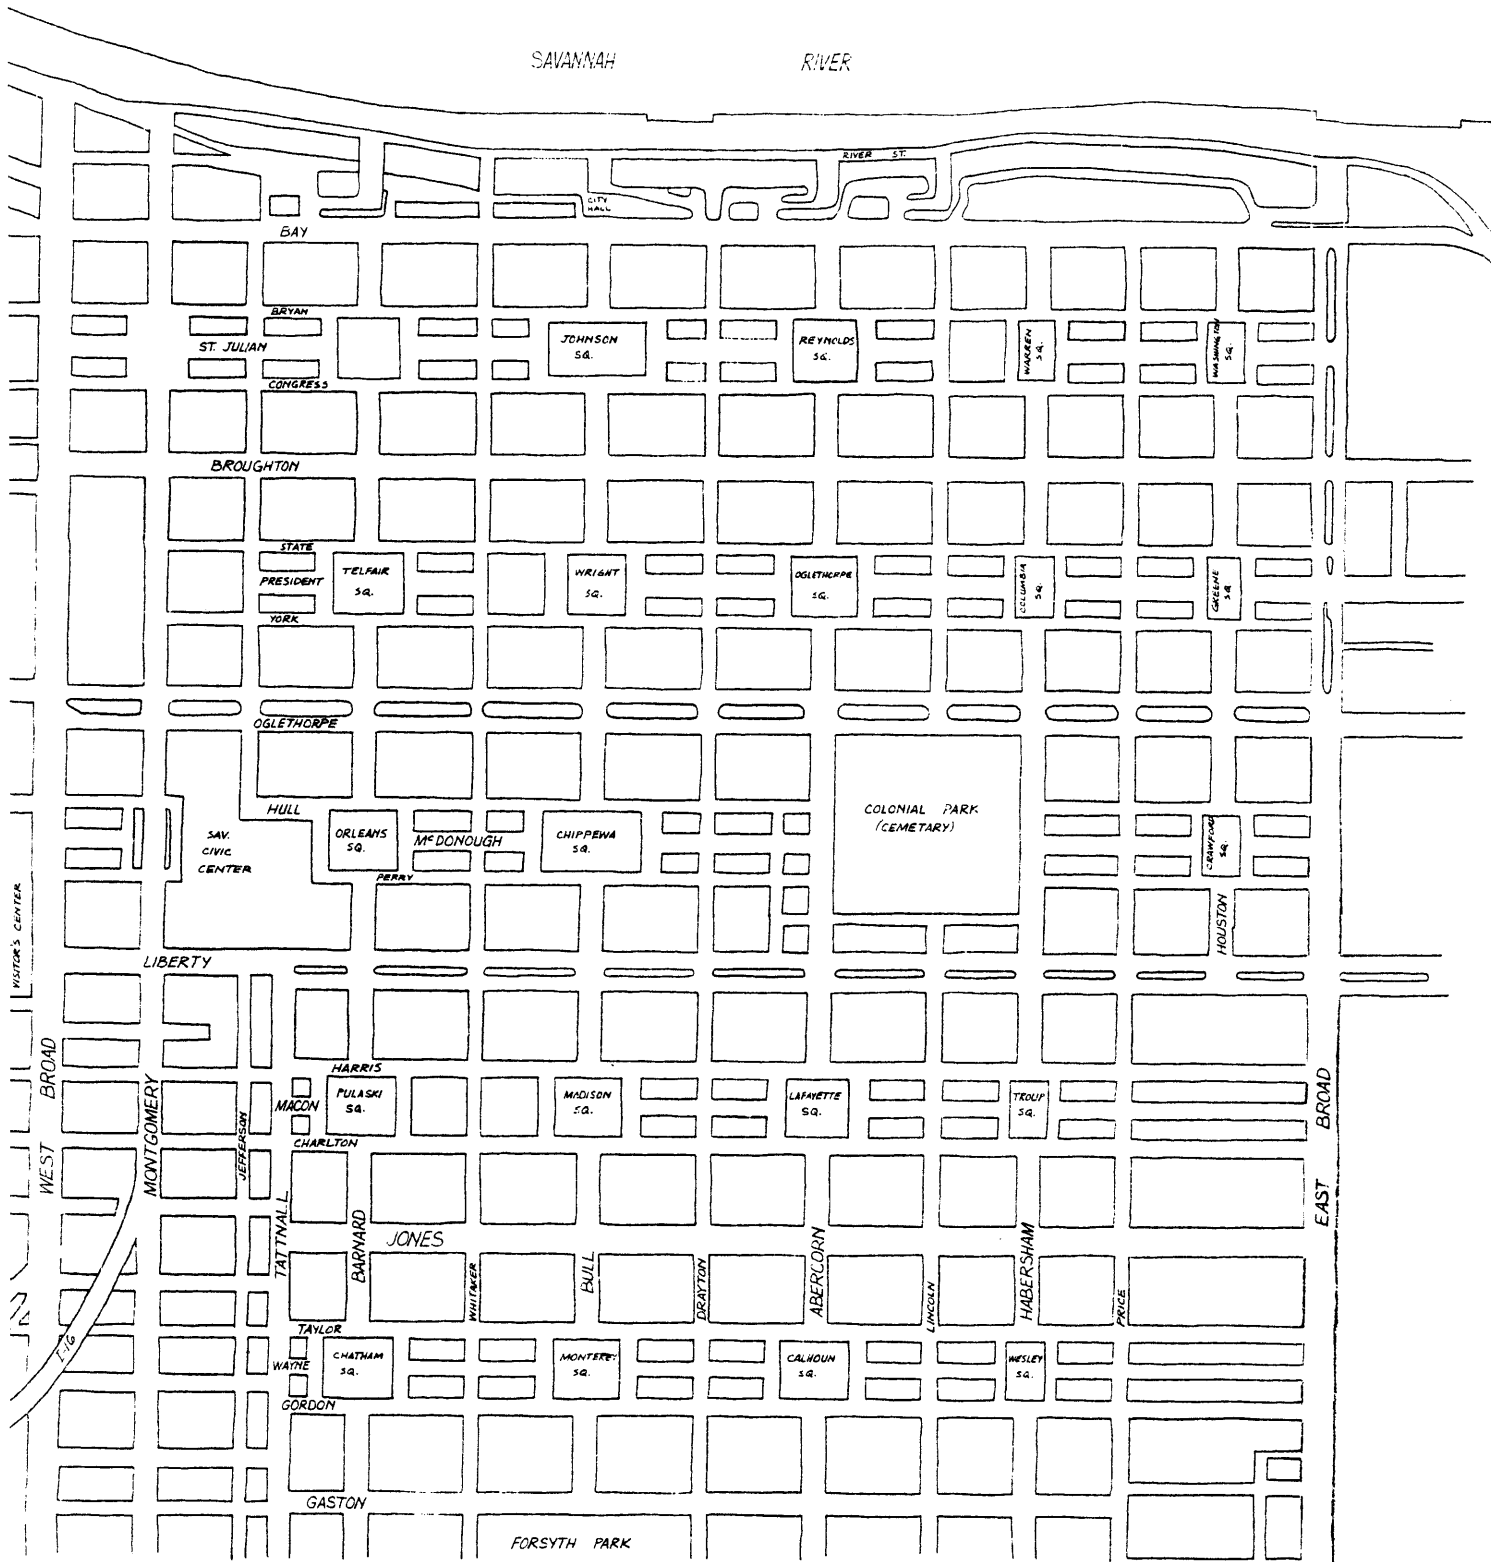 SAVANNAH RIVER
RIVER ST.
CITY
HALL
BAY
BRYAN
JOHNSON
SQ.
REYNOLDS
SQ.
WARREN
SQ.
WASHINGTON
SQ.
ST. JULIAN
CONGRESS
BROUGHTON
STATE
TELFAIR
SQ.
PRESIDENT
WRIGHT
SQ.
OGLETHORPE
SQ.
COLUMBIA
SQ.
GREENE
SQ.
YORK
OGLETHORPE
HULL
ORLEANS
SQ.
McDONOUGH
CHIPPEWA
SQ.
COLONIAL PARK
(CEMETARY)
CRAWFORD
SQ.
SAV.
CIVIC
CENTER
PERRY
VISITOR'S CENTER
HOUSTON
LIBERTY
HARRIS
PULASKI
SQ.
MACON
MADISON
SQ.
LAFAYETTE
SQ.
TROUP
SQ.
CHARLTON
WEST BROAD
MONTGOMERY
JEFFERSON
TATTNALL
BARNARD
JONES
WHITAKER
BULL
DRAYTON
ABERCORN
LINCOLN
HABERSHAM
PRICE
EAST BROAD
I-16
TAYLOR
WAYNE
CHATHAM
SQ.
MONTEREY
SQ.
CALHOUN
SQ.
WESLEY
SQ.
GORDON
GASTON
FORSYTH PARK